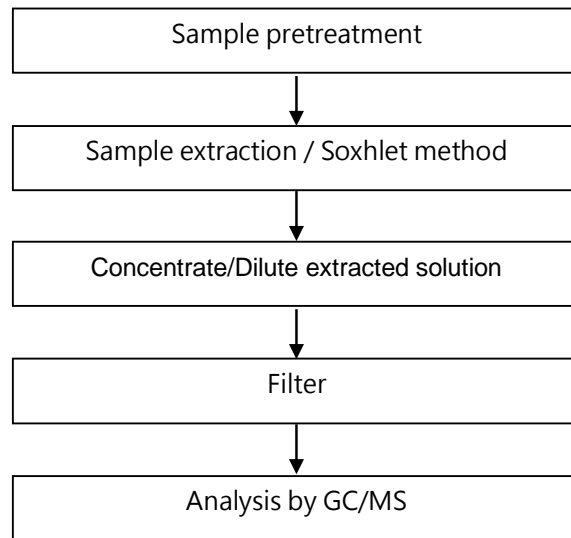 Sample pretreatment
Sample extraction / Soxhlet method
Concentrate/Dilute extracted solution
Filter
Analysis by GC/MS